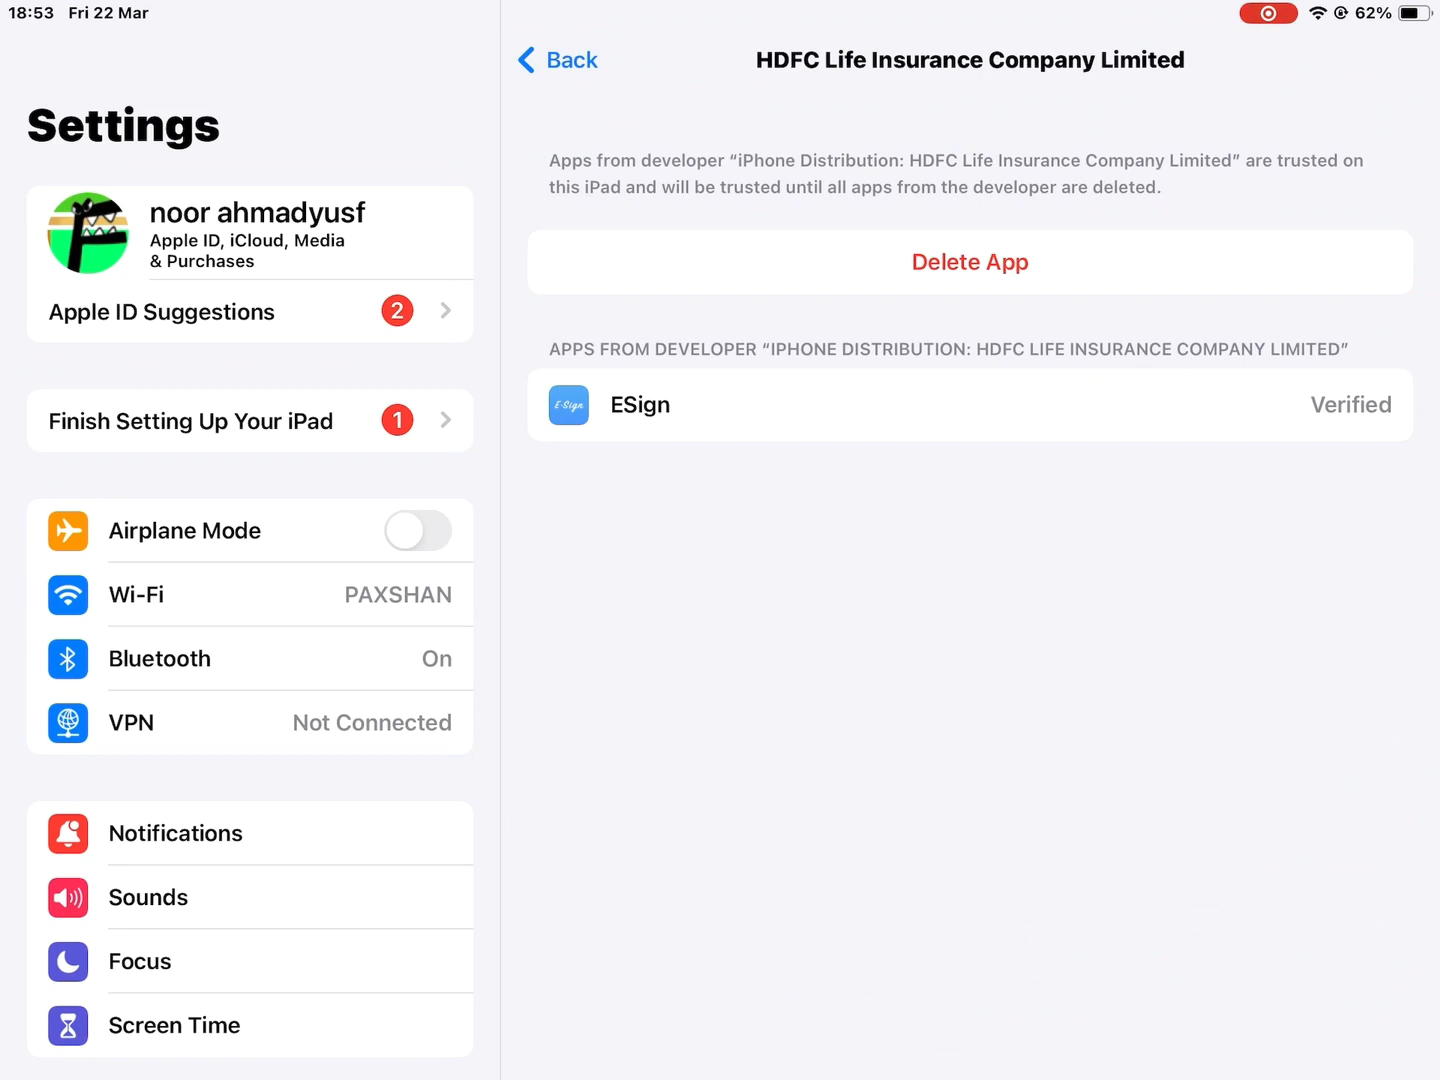 18:53 Fri 22 Mar
62%
Settings
noor ahmadyusf
Apple ID, iCloud, Media
& Purchases
Apple ID Suggestions 2
Finish Setting Up Your iPad 1
Airplane Mode
Wi-Fi PAXSHAN
Bluetooth On
VPN Not Connected
Notifications
Sounds
Focus
Screen Time
Back
HDFC Life Insurance Company Limited
Apps from developer “iPhone Distribution: HDFC Life Insurance Company Limited” are trusted on
this iPad and will be trusted until all apps from the developer are deleted.
Delete App
APPS FROM DEVELOPER “IPHONE DISTRIBUTION: HDFC LIFE INSURANCE COMPANY LIMITED”
E-Sign
ESign Verified